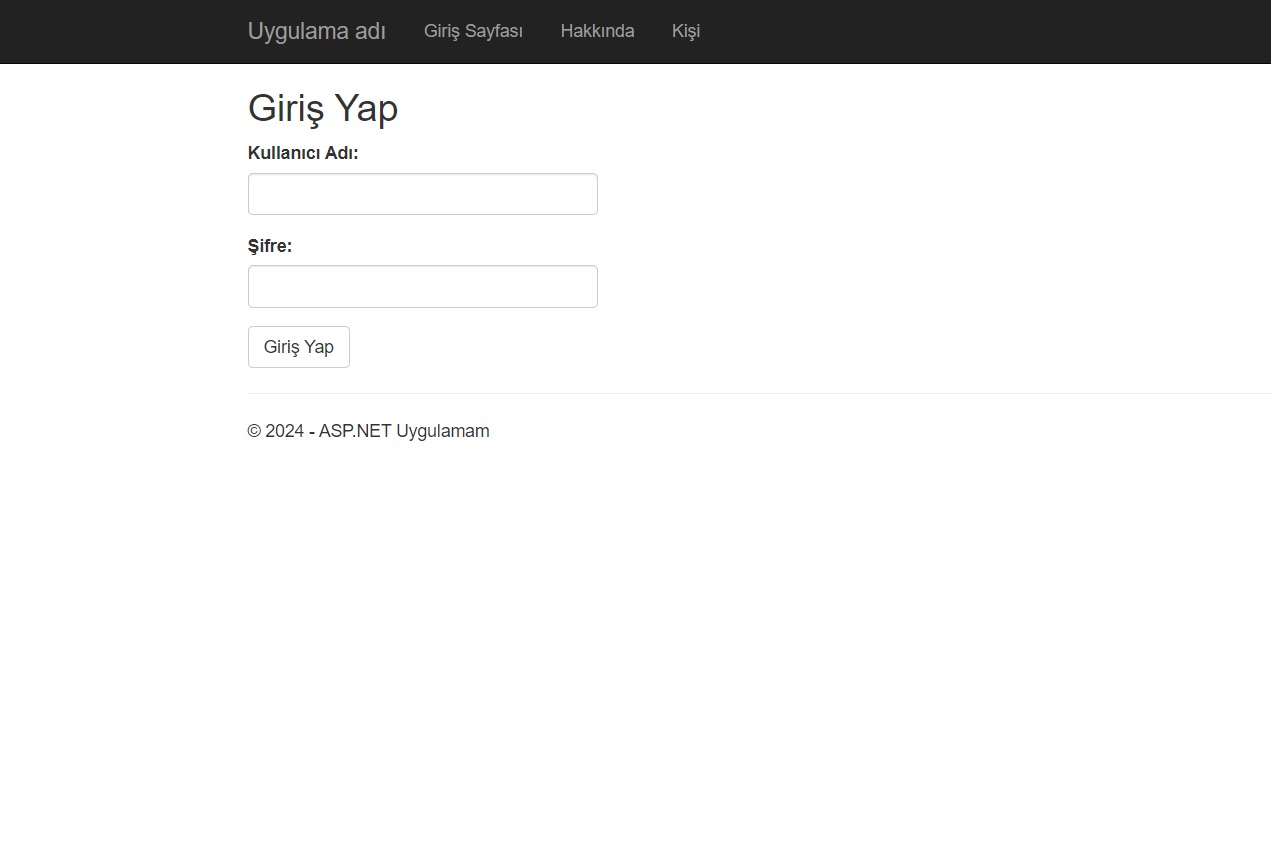 Uygulama adı Giriş Sayfası Hakkında Kişi
Giriş Yap
Kullanıcı Adı:
Şifre:
Giriş Yap
© 2024 - ASP.NET Uygulamam